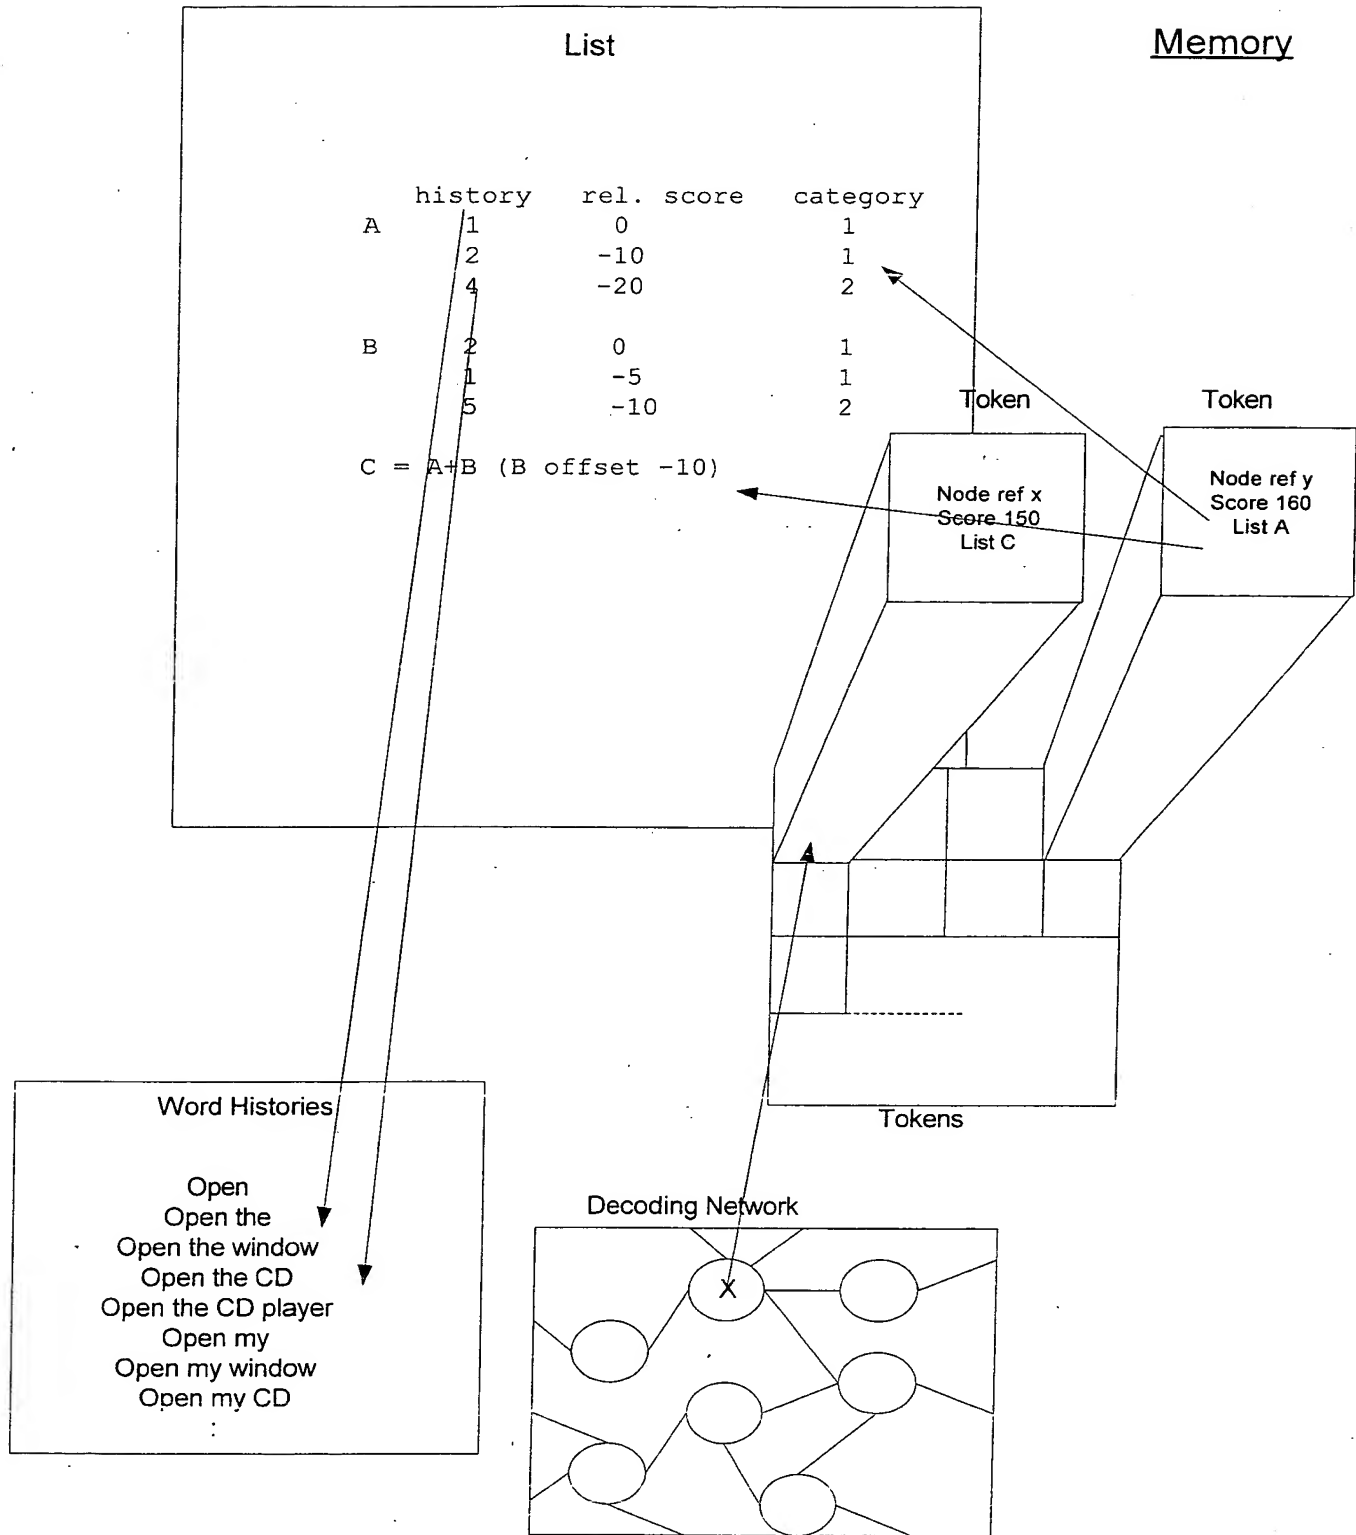 List
Memory
history rel. score category
A 1 0 1
2 -10 1
4 -20 2
B 2 0 1
1 -5 1
5 -10 2
C = A+B (B offset -10)
Token
Node ref x
Score 150
List C
Token
Node ref y
Score 160
List A
Tokens
Word Histories
Open
Open the
Open the window
Open the CD
Open the CD player
Open my
Open my window
Open my CD
:
Decoding Network
X